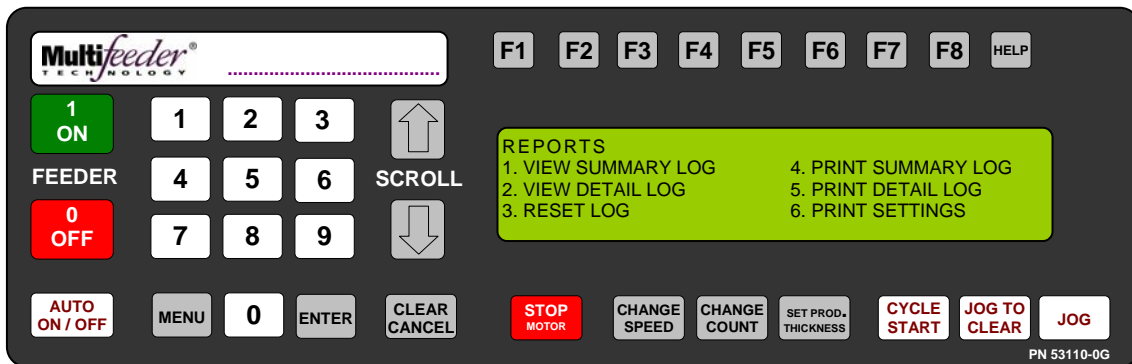 Multifeeder®
TECHNOLOGY
F1 F2 F3 F4 F5 F6 F7 F8 HELP
1
ON
FEEDER
0
OFF
1 2 3
4 5 6
7 8 9
SCROLL
REPORTS
1. VIEW SUMMARY LOG 4. PRINT SUMMARY LOG
2. VIEW DETAIL LOG 5. PRINT DETAIL LOG
3. RESET LOG 6. PRINT SETTINGS
AUTO
ON / OFF
MENU
0
ENTER
CLEAR
CANCEL
STOP
MOTOR
CHANGE
SPEED
CHANGE
COUNT
SET PROD.
THICKNESS
CYCLE
START
JOG TO
CLEAR
JOG
PN 53110-0G